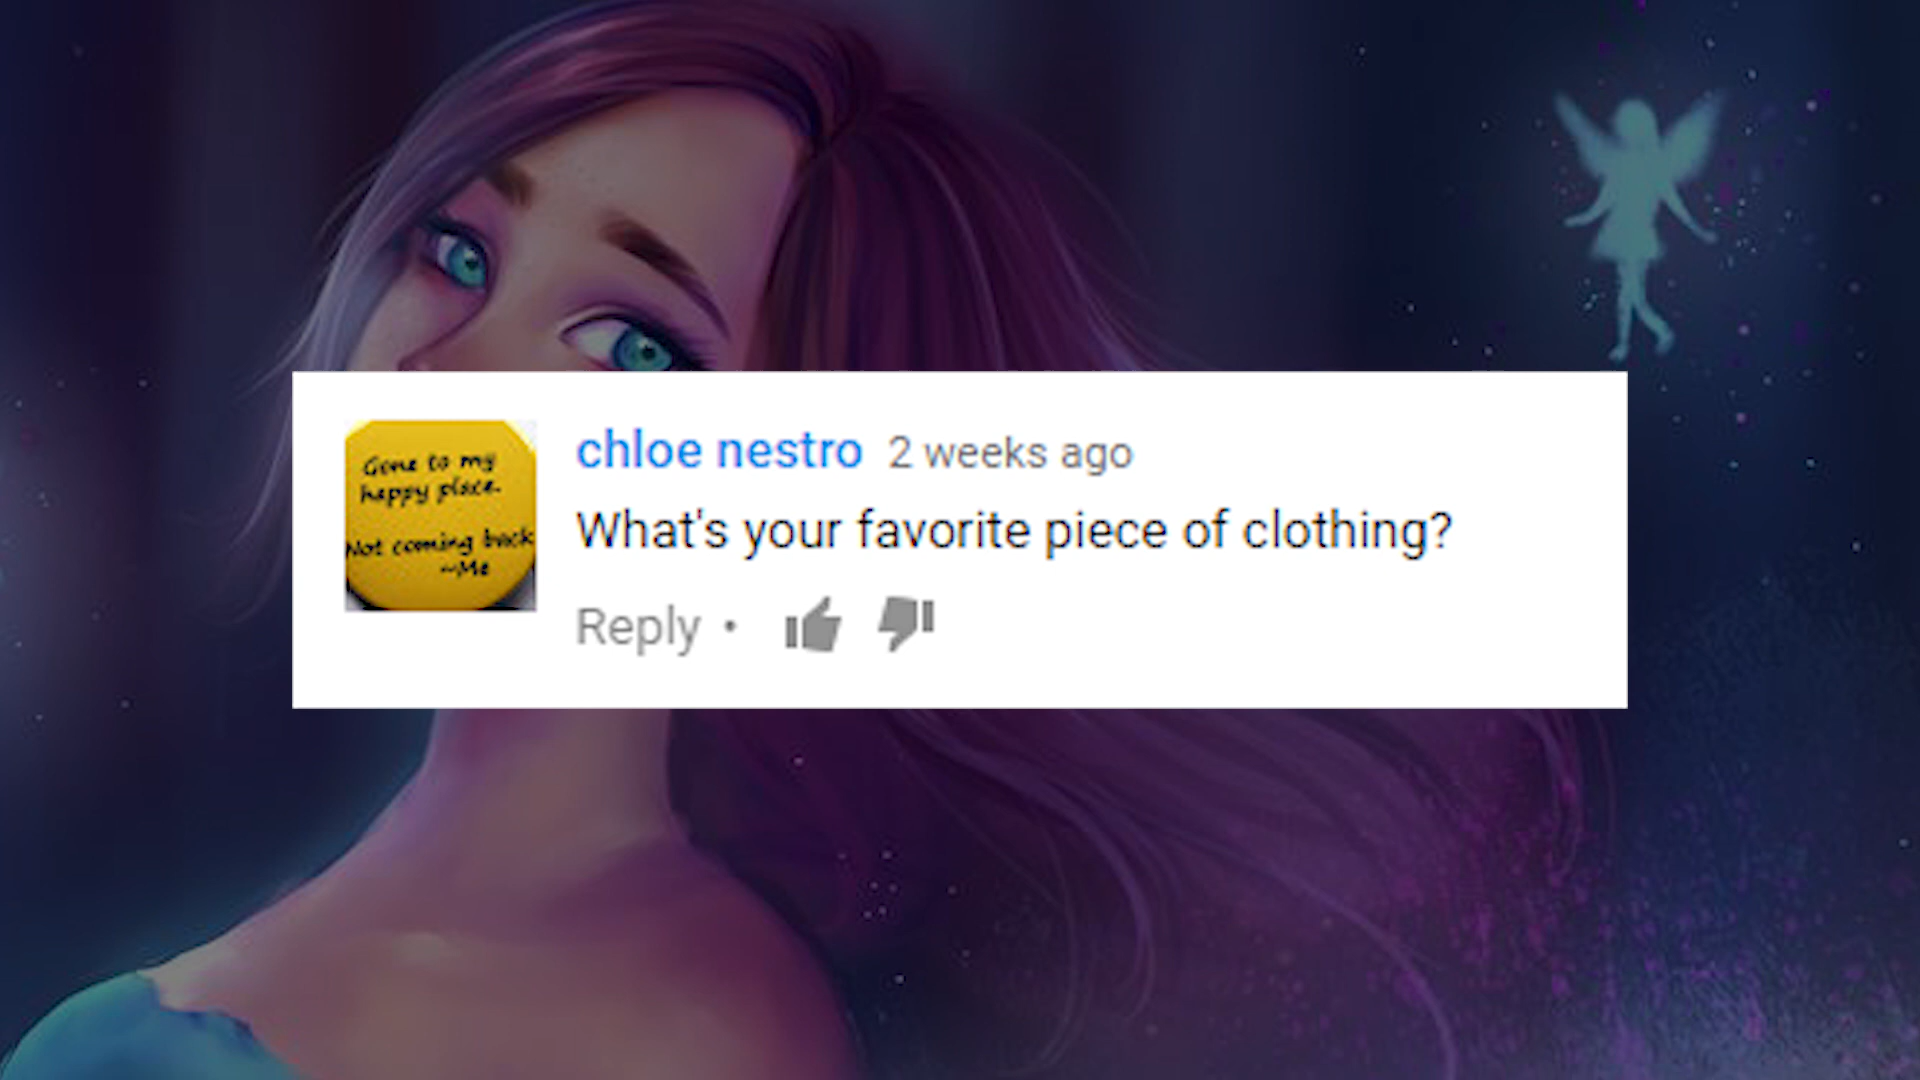 Gone to my
happy place.
Not coming back
~Me
chloe nestro 2 weeks ago
What's your favorite piece of clothing?
Reply •